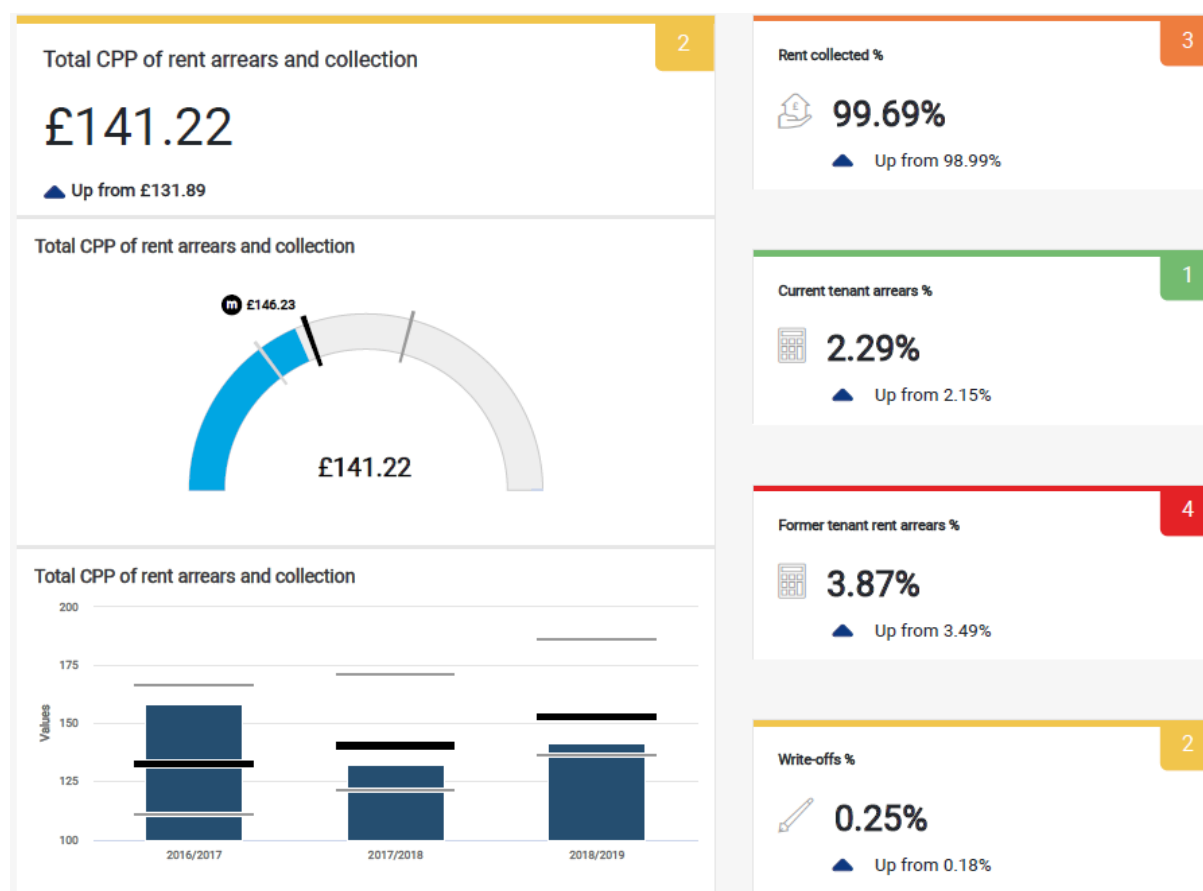 Total CPP of rent arrears and collection
2
£141.22
Up from £131.89
Total CPP of rent arrears and collection
m £146.23
£141.22
Total CPP of rent arrears and collection
200
175
150
125
100
Values
2016/2017
2017/2018
2018/2019
Rent collected %
3
£
99.69%
Up from 98.99%
Current tenant arrears %
1
2.29%
Up from 2.15%
Former tenant rent arrears %
4
3.87%
Up from 3.49%
Write-offs %
2
0.25%
Up from 0.18%